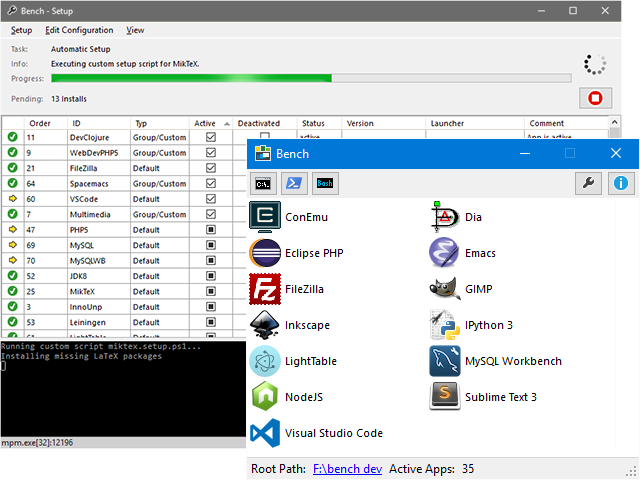 Bench - Setup
Setup Edit Configuration View
Task: Automatic Setup
Info: Executing custom setup script for MikTeX.
Progress:
Pending: 13 Installs
Order ID Typ Active Deactivated Status Version Launcher Comment
11 DevClojure Group/Custom active App is active
9 WebDevPHP5 Group/Custom
21 FileZilla Default
64 Spacemacs Group/Custom
60 VSCode Default
7 Multimedia Group/Custom
47 PHP5 Default
69 MySQL Default
70 MySQLWB Default
52 JDK8 Default
25 MikTeX Default
3 InnoUnp Default
53 Leiningen Default
61 LightTable Default
Running custom script miktex.setup.ps1...
Installing missing LaTeX packages
mpm.exe[32]:12196
Bench
C:\.
Bash
ConEmu
Dia
Eclipse PHP
Emacs
FileZilla
GIMP
Inkscape
IPython 3
LightTable
MySQL Workbench
NodeJS
Sublime Text 3
Visual Studio Code
Root Path: F:\bench dev Active Apps: 35